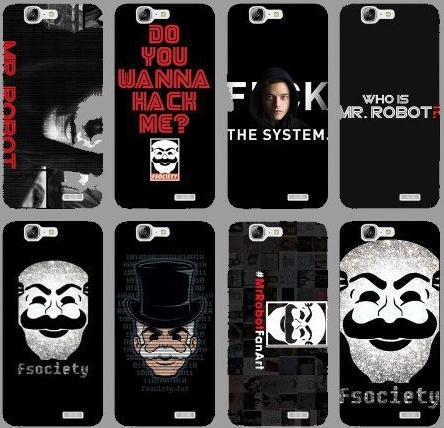 MR ROBOT
DO
YOU
WANNA
HACK
ME?
FSOCIETY
F CK
THE SYSTEM.
WHO IS
MR. ROBOT?
fsociety
fsociety.dat
#MrRobotFanArt
fsociety